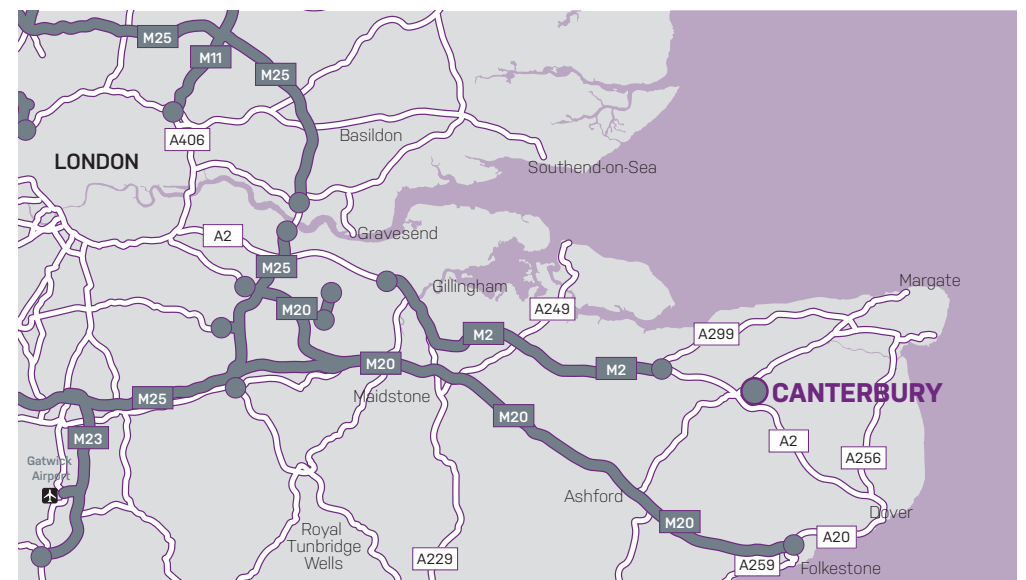 M25
M11
M25
A406
Basildon
LONDON
Southend-on-Sea
A2
Gravesend
M25
Gillingham
Margate
M20
A249
M2
A299
M20
M2
Maidstone
M25
CANTERBURY
M20
M23
A2
Gatwick
Airport
A256
Ashford
Dover
M20
Royal
Tunbridge
Wells
A20
A229
A259
Folkestone